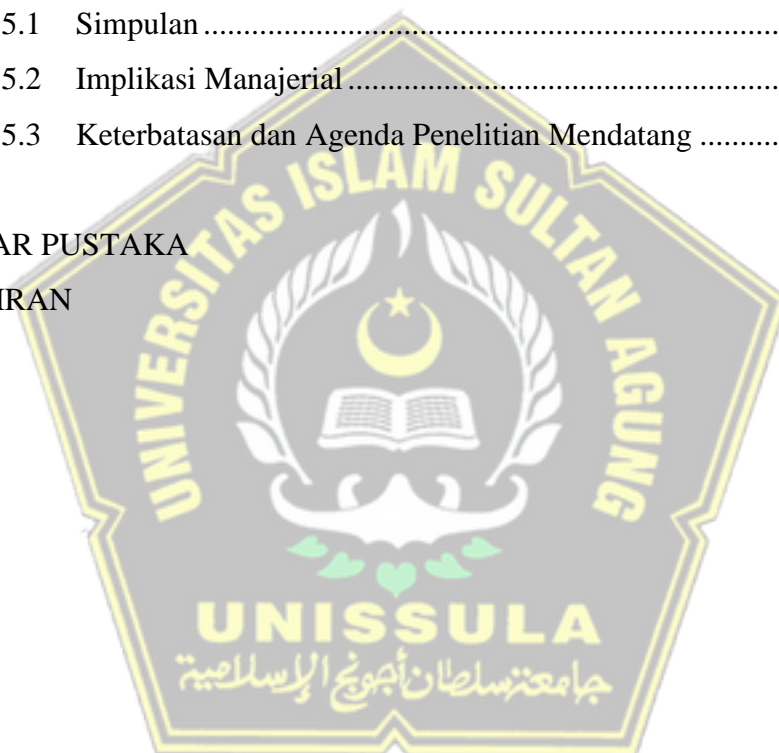 5.1 Simpulan ........................................................................
5.2 Implikasi Manajerial ......................................................
5.3 Keterbatasan dan Agenda Penelitian Mendatang ..........
AR PUSTAKA
IRAN
UNIVERSITAS ISLAM SULTAN AGUNG
UNISSULA
جامعة سلطان أجونج الإسلامية